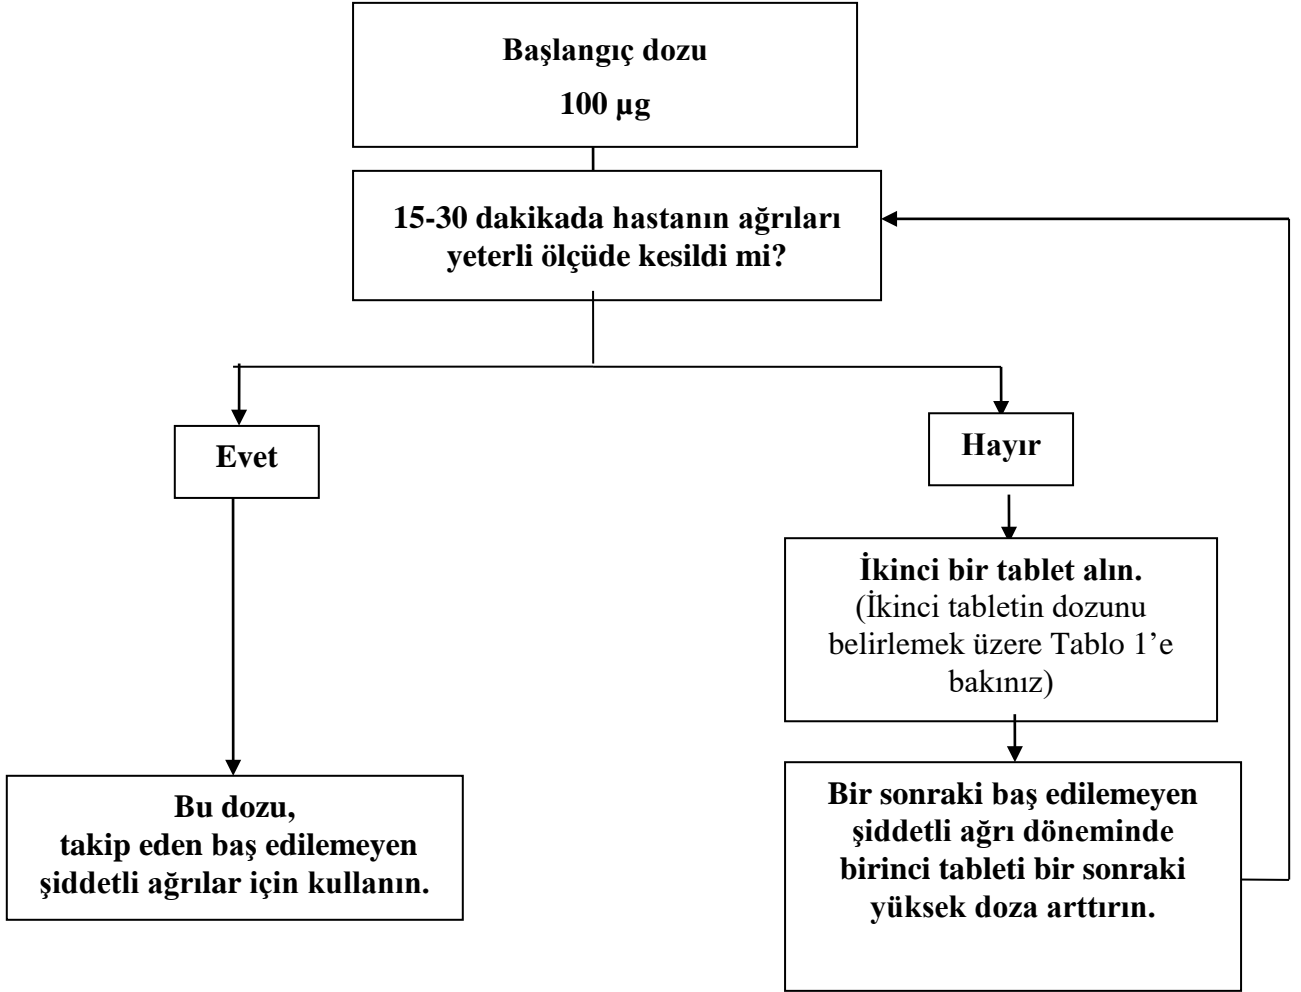 Başlangıç dozu
100 µg
15-30 dakikada hastanın ağrıları
yeterli ölçüde kesildi mi?
Evet
Hayır
İkinci bir tablet alın.
(İkinci tabletin dozunu
belirlemek üzere Tablo 1’e
bakınız)
Bu dozu,
takip eden baş edilemeyen
şiddetli ağrılar için kullanın.
Bir sonraki baş edilemeyen
şiddetli ağrı döneminde
birinci tableti bir sonraki
yüksek doza arttırın.